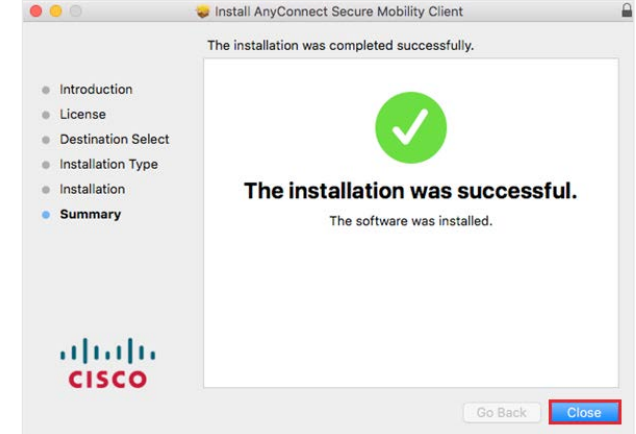 Install AnyConnect Secure Mobility Client
The installation was completed successfully.
Introduction
License
Destination Select
Installation Type
Installation
Summary
The installation was successful.
The software was installed.
CISCO
Go Back
Close